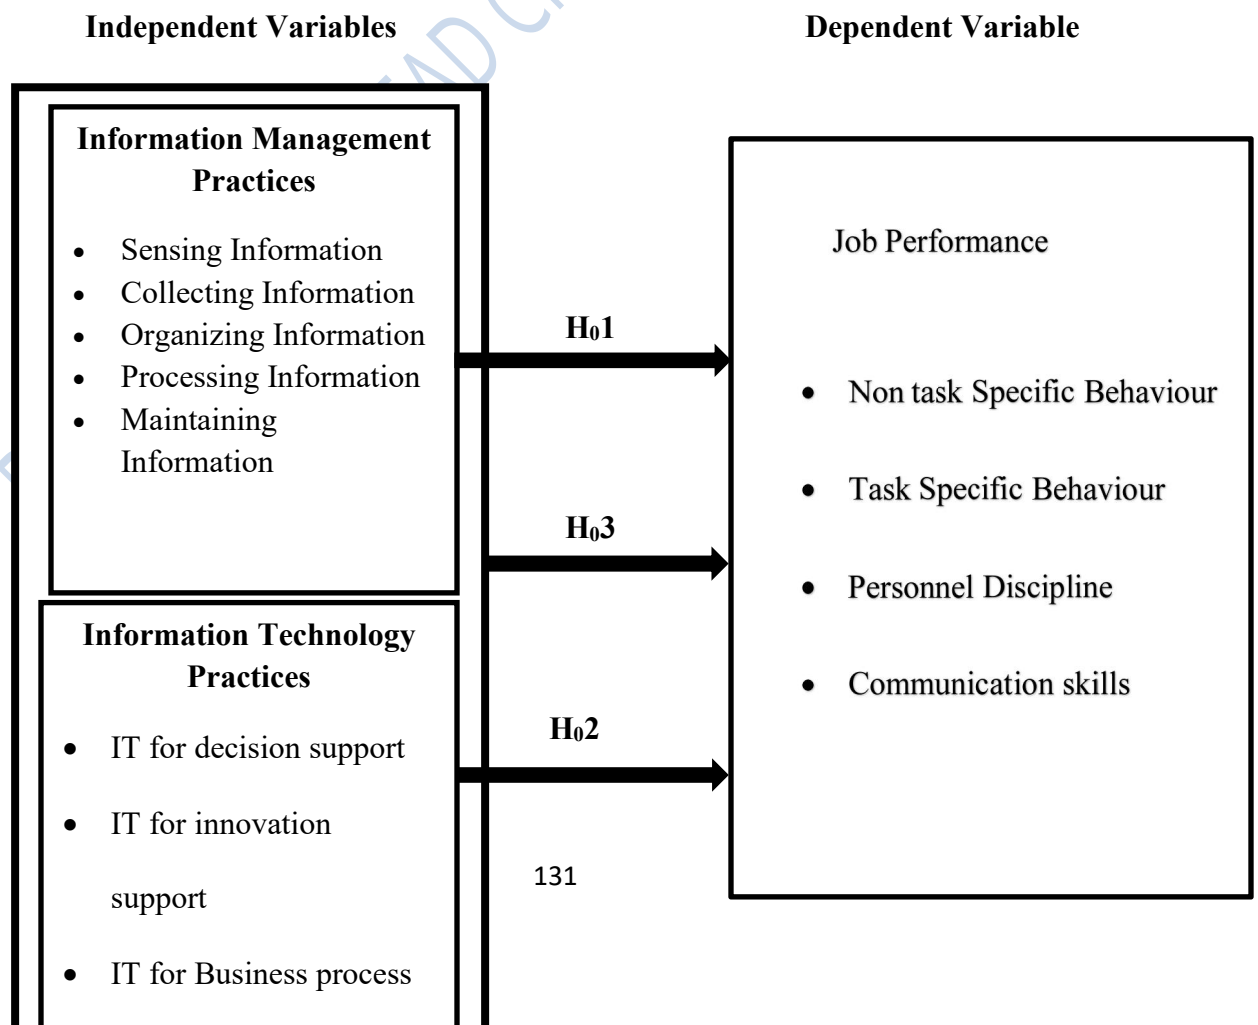 Independent Variables
Dependent Variable
Information Management
Practices
• Sensing Information
• Collecting Information
• Organizing Information
• Processing Information
• Maintaining
Information
Information Technology
Practices
• IT for decision support
• IT for innovation
support
• IT for Business process
H₀1
H₀3
H₀2
131
Job Performance
• Non task Specific Behaviour
• Task Specific Behaviour
• Personnel Discipline
• Communication skills